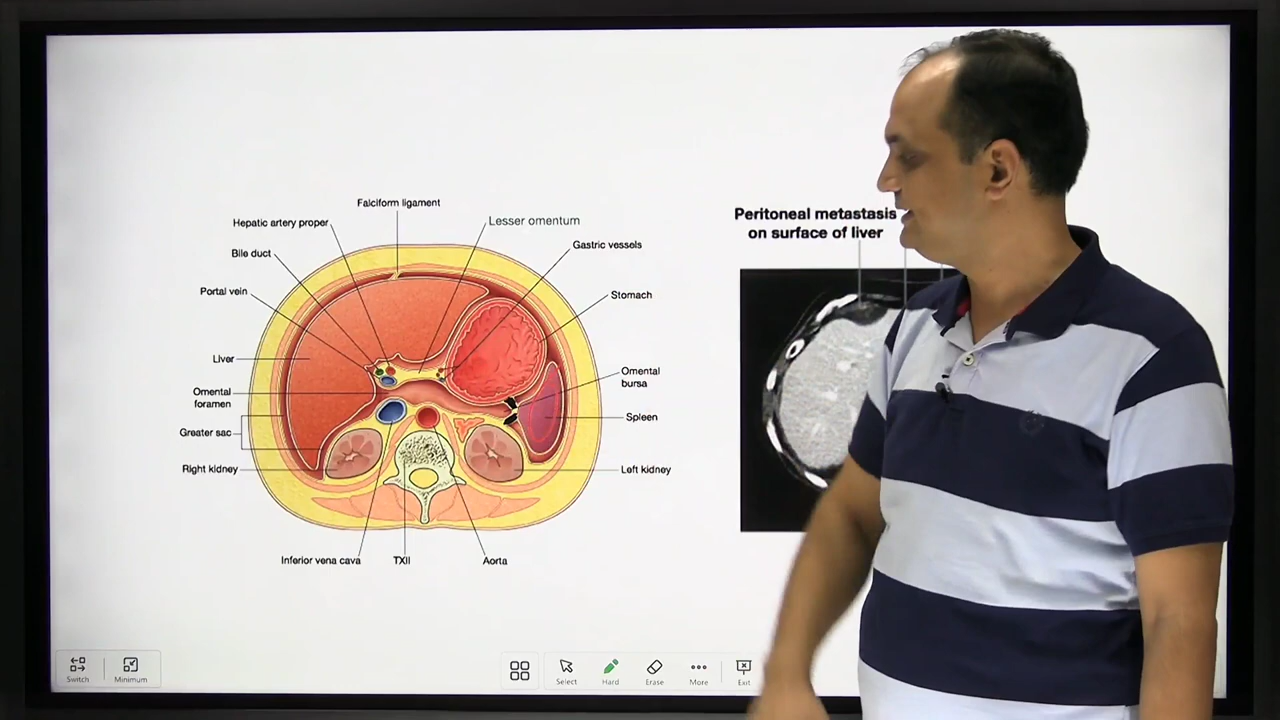 Falciform ligament
Hepatic artery proper
Lesser omentum
Bile duct
Gastric vessels
Portal vein
Stomach
Liver
Omental
bursa
Omental
foramen
Spleen
Greater sac
Right kidney
Left kidney
Inferior vena cava
TXII
Aorta
Peritoneal metastasis
on surface of liver
Switch
Minimum
Select
Hard
Erase
More
Exit